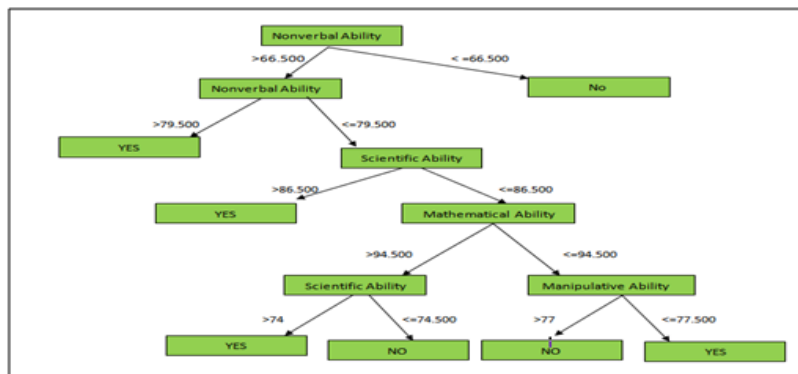 Nonverbal Ability
>66.500
< =66.500
Nonverbal Ability
No
>79.500
<=79.500
YES
Scientific Ability
>86.500
<=86.500
YES
Mathematical Ability
>94.500
<=94.500
Scientific Ability
Manipulative Ability
>74
<=74.500
>77
<=77.500
YES
NO
NO
YES